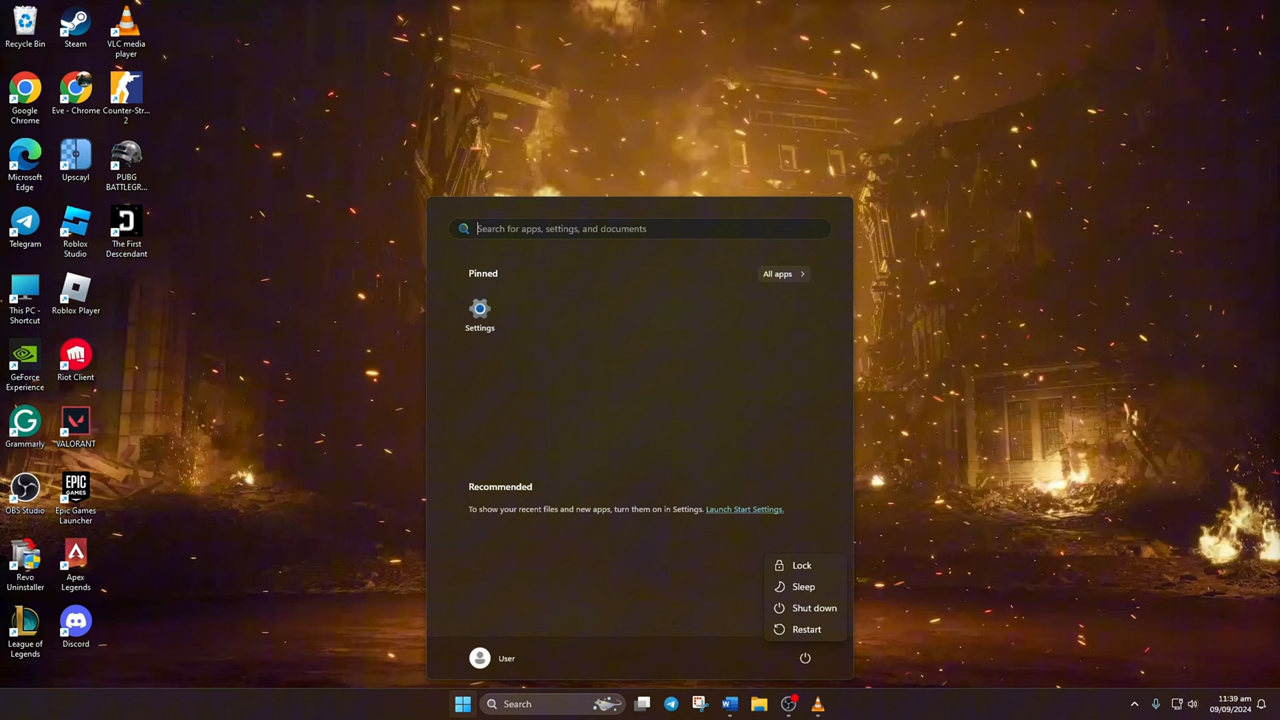 Recycle Bin
Steam
VLC media
player
Google
Chrome
Eve - Chrome
Counter-Str...
2
Microsoft
Edge
Upscayl
PUBG
BATTLEGR...
Telegram
Roblox
Studio
The First
Descendant
This PC -
Shortcut
Roblox Player
GeForce
Experience
Riot Client
Grammarly
VALORANT
OBS Studio
EPIC
GAMES
Epic Games
Launcher
Revo
Uninstaller
Apex
Legends
League of
Legends
Discord
Search for apps, settings, and documents
Pinned
All apps
Settings
Recommended
To show your recent files and new apps, turn them on in Settings. Launch Start Settings.
Lock
Sleep
Shut down
Restart
User
Search
11:39 am
09/09/2024